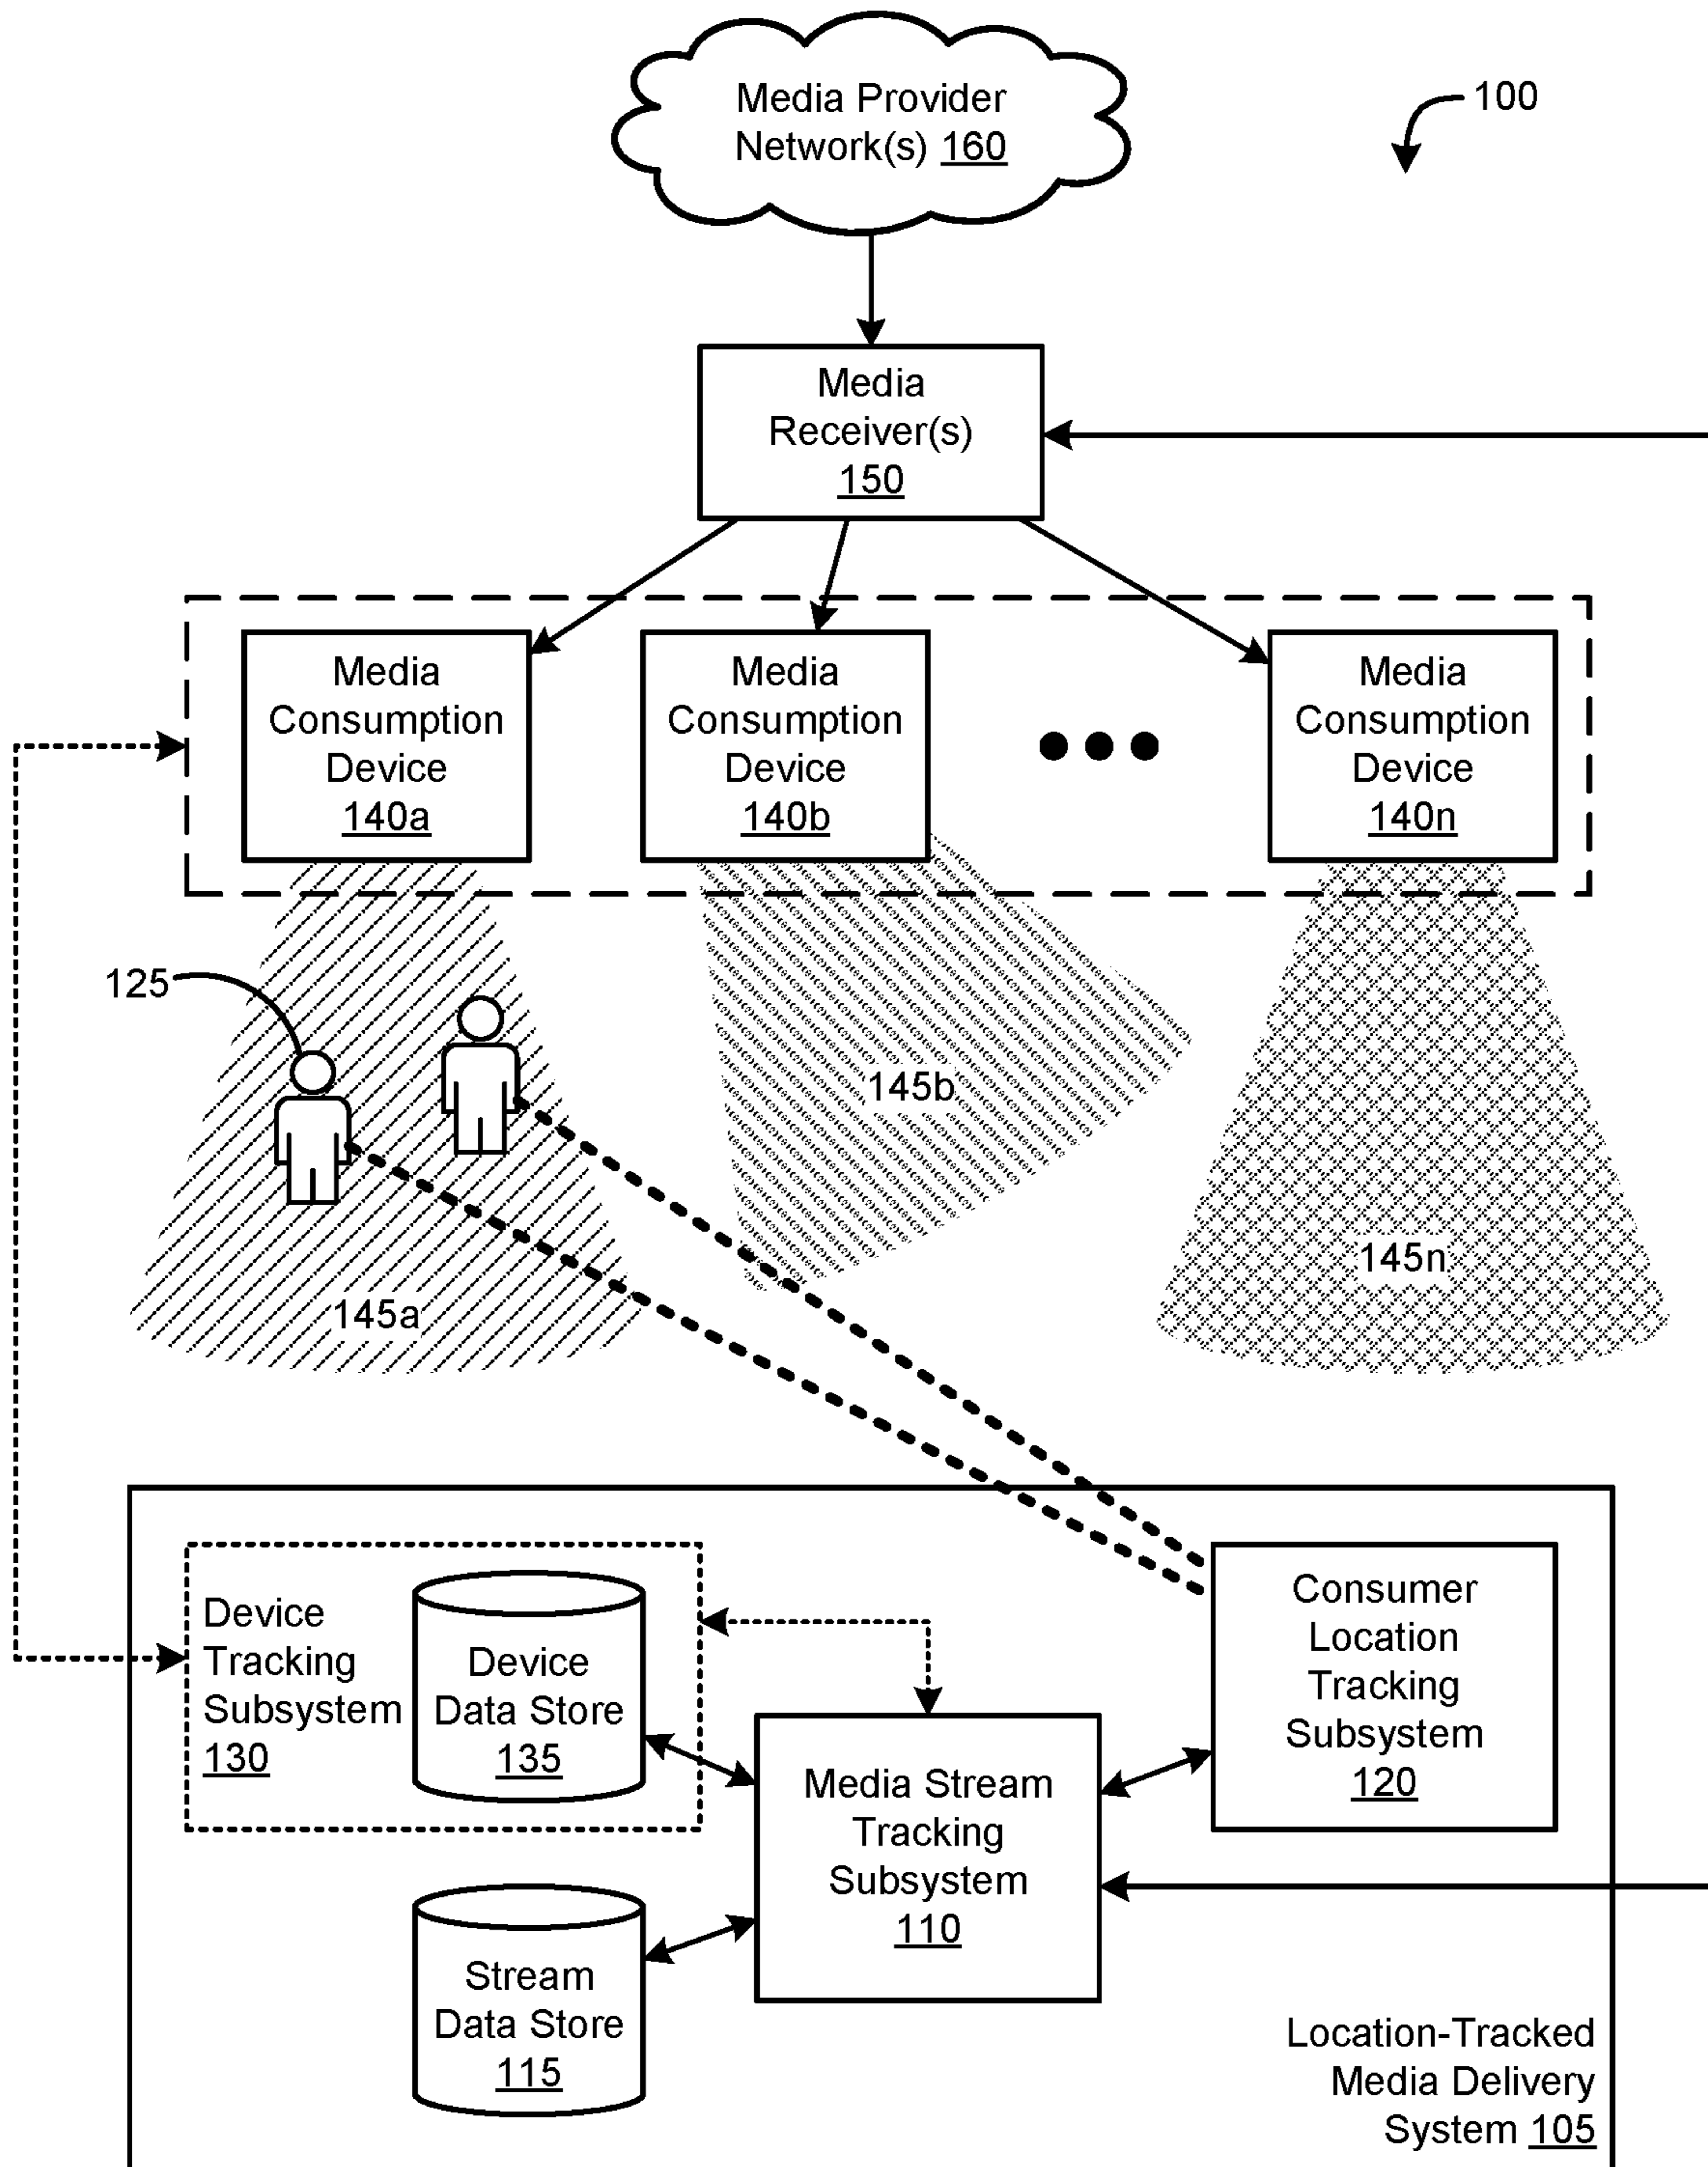 Media Provider
Network(s) 160
100
Media
Receiver(s)
150
Media
Consumption
Device
140a
Media
Consumption
Device
140b
Media
Consumption
Device
140n
125
145b
145n
145a
Device
Tracking
Subsystem
130
Device
Data Store
135
Consumer
Location
Tracking
Subsystem
120
Media Stream
Tracking
Subsystem
110
Stream
Data Store
115
Location-Tracked
Media Delivery
System 105